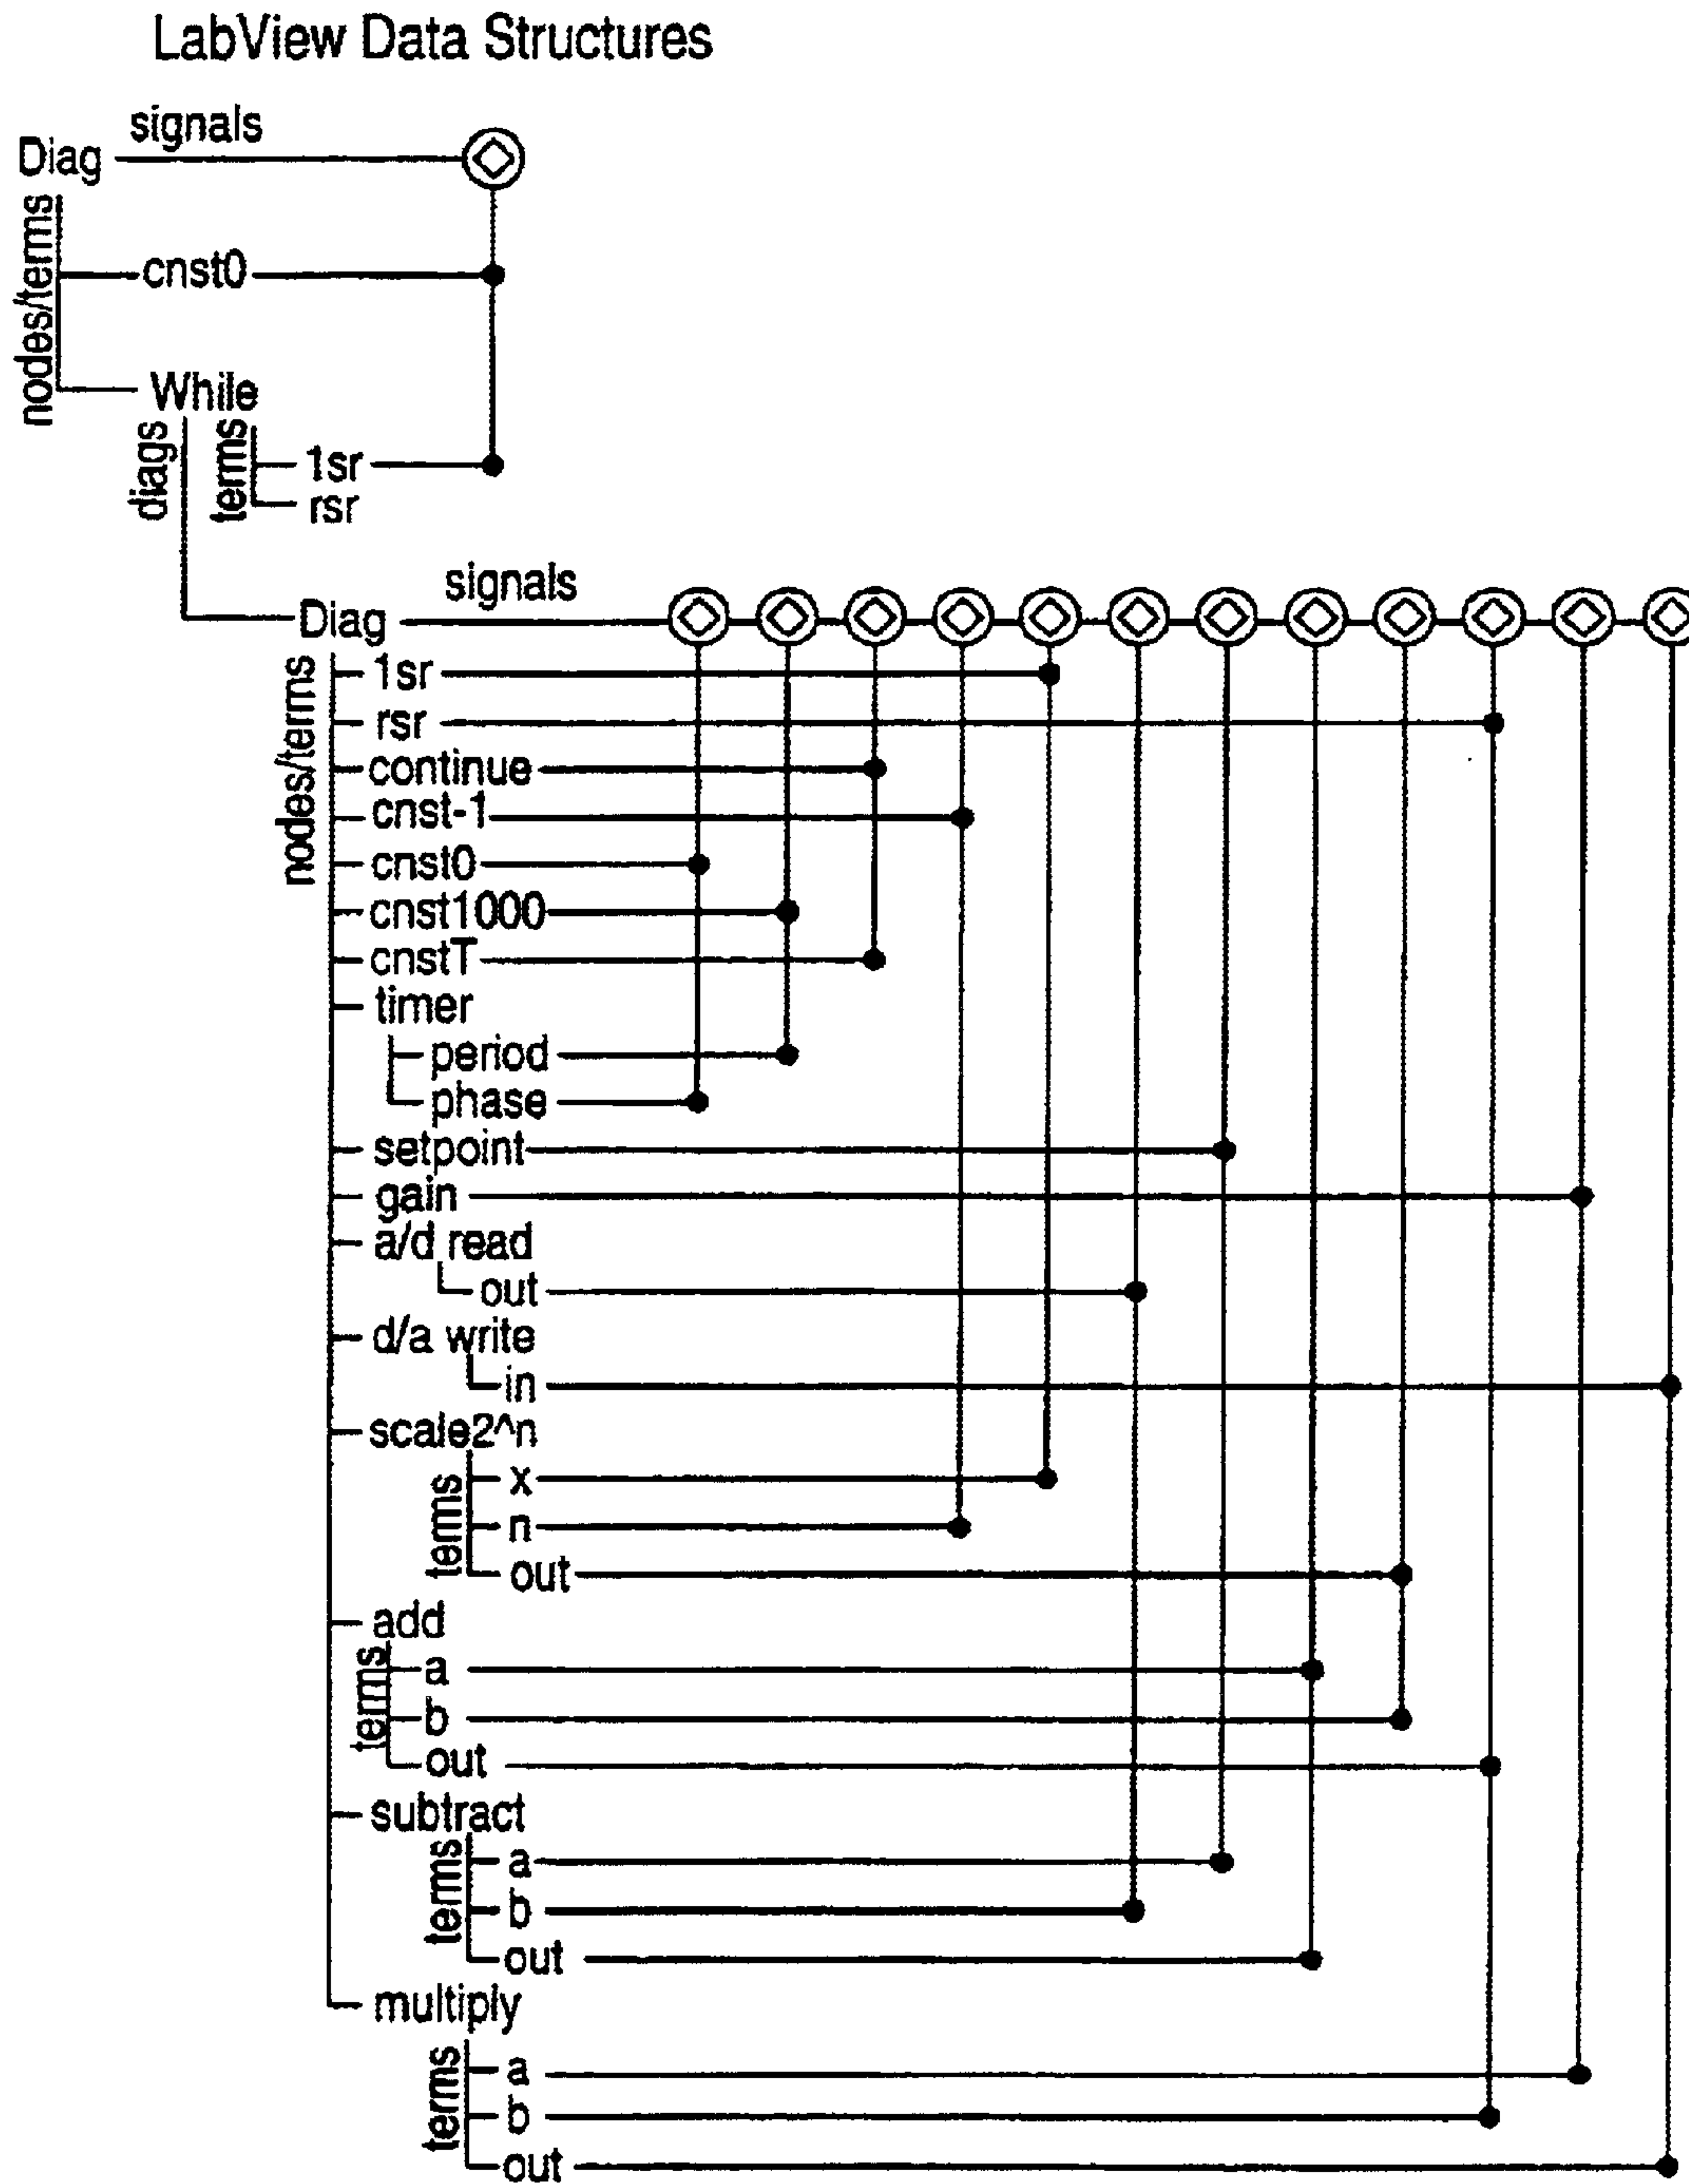 LabView Data Structures
signals
Diag
nodes/terms
cnst0
While
diags
terms
1sr
rsr
signals
Diag
nodes/terms
1sr
rsr
continue
cnst-1
cnst0
cnst1000
cnstT
timer
period
phase
setpoint
gain
a/d read
out
d/a write
in
scale2^n
terms
x
n
out
add
terms
a
b
out
subtract
terms
a
b
out
multiply
terms
a
b
out